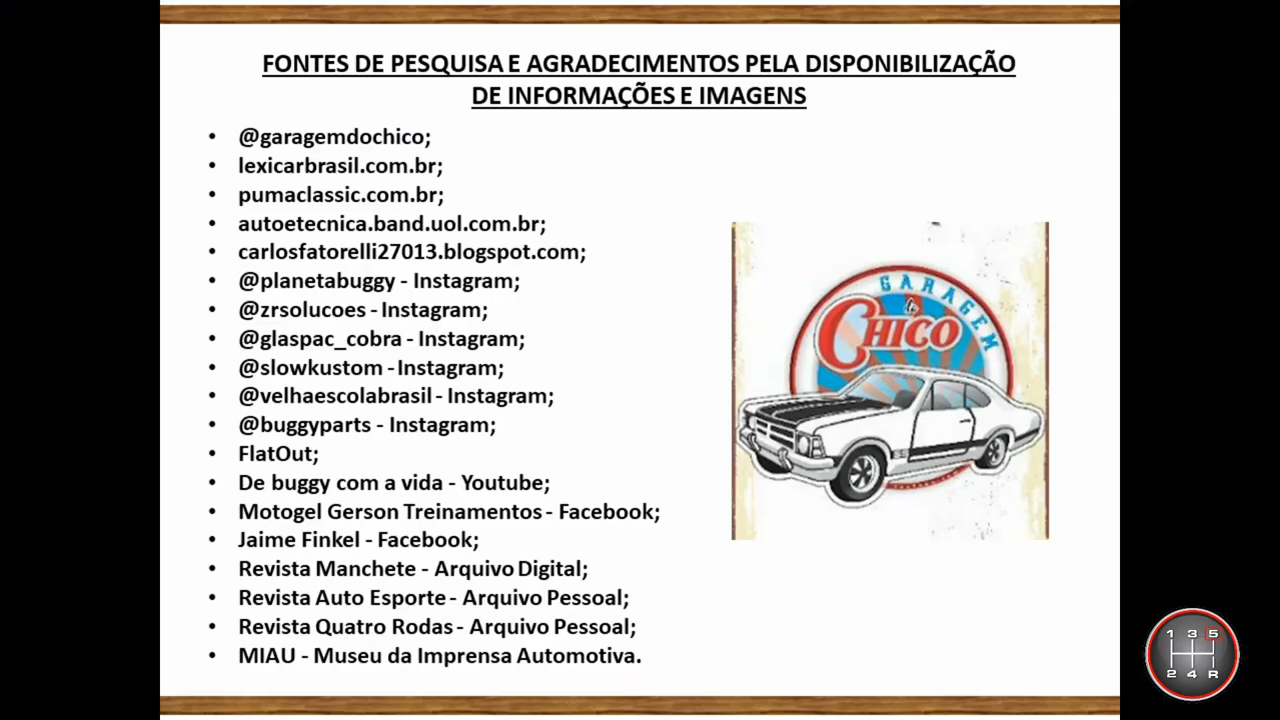 FONTES DE PESQUISA E AGRADECIMENTOS PELA DISPONIBILIZAÇÃO
DE INFORMAÇÕES E IMAGENS
• @garagemdochico;
• lexicarbrasil.com.br;
• pumaclassic.com.br;
• autoetecnica.band.uol.com.br;
• carlosfatorelli27013.blogspot.com;
• @planetabuggy - Instagram;
• @zrsolucoes - Instagram;
• @glaspac_cobra - Instagram;
• @slowkustom - Instagram;
• @velhaescolabrasil - Instagram;
• @buggyparts - Instagram;
• FlatOut;
• De buggy com a vida - Youtube;
• Motogel Gerson Treinamentos - Facebook;
• Jaime Finkel - Facebook;
• Revista Manchete - Arquivo Digital;
• Revista Auto Esporte - Arquivo Pessoal;
• Revista Quatro Rodas - Arquivo Pessoal;
• MIAU - Museu da Imprensa Automotiva.
GARAGEM
CHICO
1 3 5
2 4 R